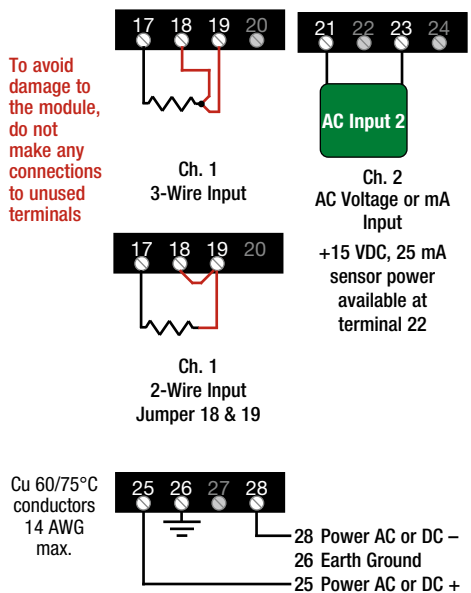 17 18 19 20
To avoid
damage to
the module,
do not
make any
connections
to unused
terminals
Ch. 1
3-Wire Input
21 22 23 24
AC Input 2
Ch. 2
AC Voltage or mA
Input
+15 VDC, 25 mA
sensor power
available at
terminal 22
17 18 19 20
Ch. 1
2-Wire Input
Jumper 18 & 19
Cu 60/75°C
conductors
14 AWG
max.
25 26 27 28
28 Power AC or DC –
26 Earth Ground
25 Power AC or DC +